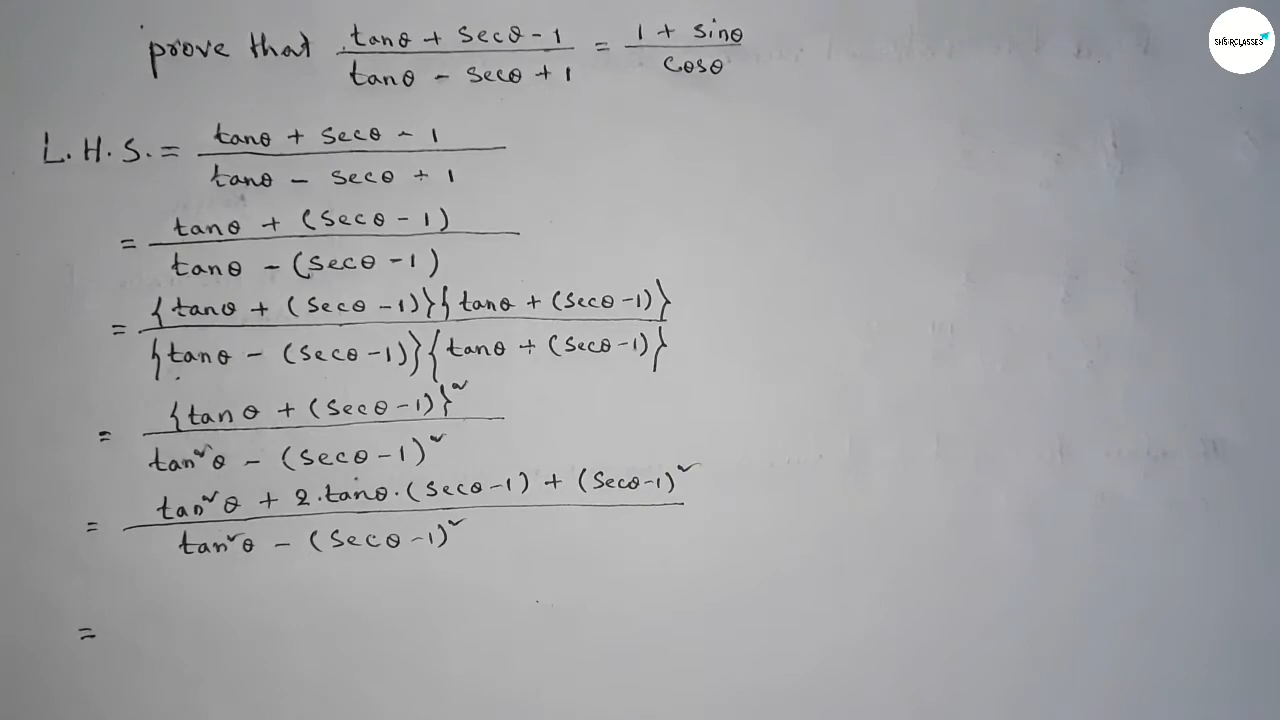 prove that (tanθ + secθ - 1)/(tanθ - secθ + 1) = (1 + sinθ)/cosθ
SHSIRCLASSES
L.H.S. = (tanθ + secθ - 1)/(tanθ - secθ + 1)
= (tanθ + (secθ - 1))/(tanθ - (secθ - 1))
= ({tanθ + (secθ - 1)}{tanθ + (secθ - 1)})/({tanθ - (secθ - 1)}{tanθ + (secθ - 1)})
= {tanθ + (secθ - 1)}²/(tan²θ - (secθ - 1)²)
= (tan²θ + 2.tanθ.(secθ - 1) + (secθ - 1)²)/(tan²θ - (secθ - 1)²)
=